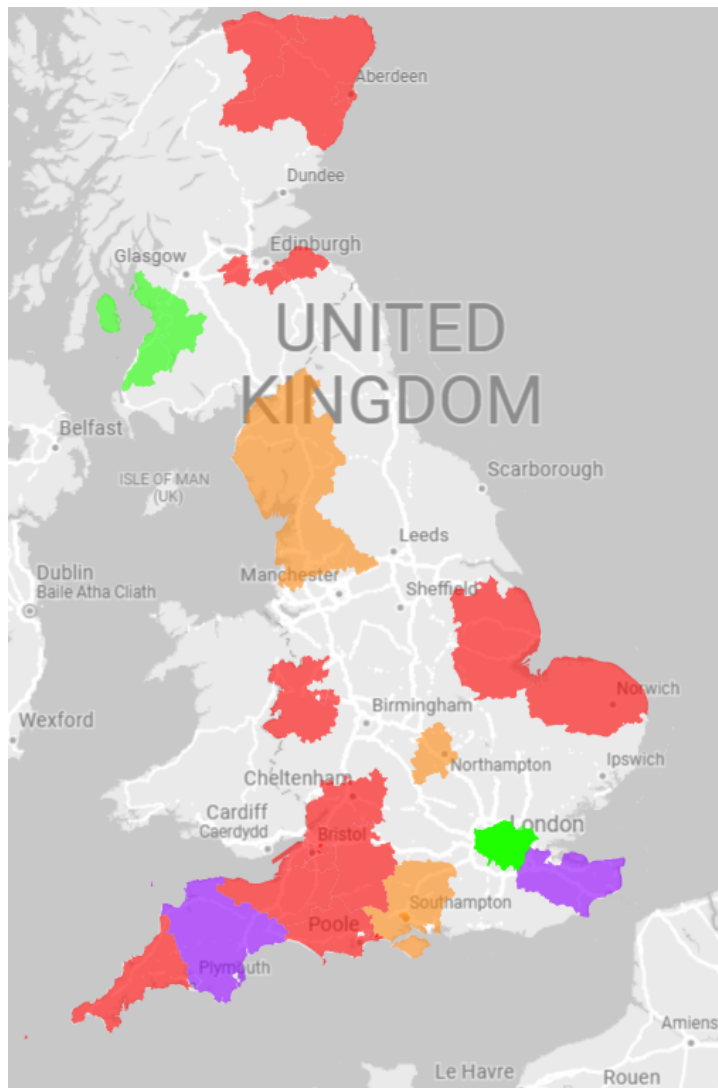 Aberdeen
Dundee
Glasgow
Edinburgh
UNITED
KINGDOM
Belfast
ISLE OF MAN
(UK)
Scarborough
Leeds
Dublin
Baile Átha Cliath
Manchester
Sheffield
Norwich
Wexford
Birmingham
Northampton
Ipswich
Cheltenham
Cardiff
Caerdydd
London
Bristol
Southampton
Poole
Plymouth
Amiens
Le Havre
Rouen